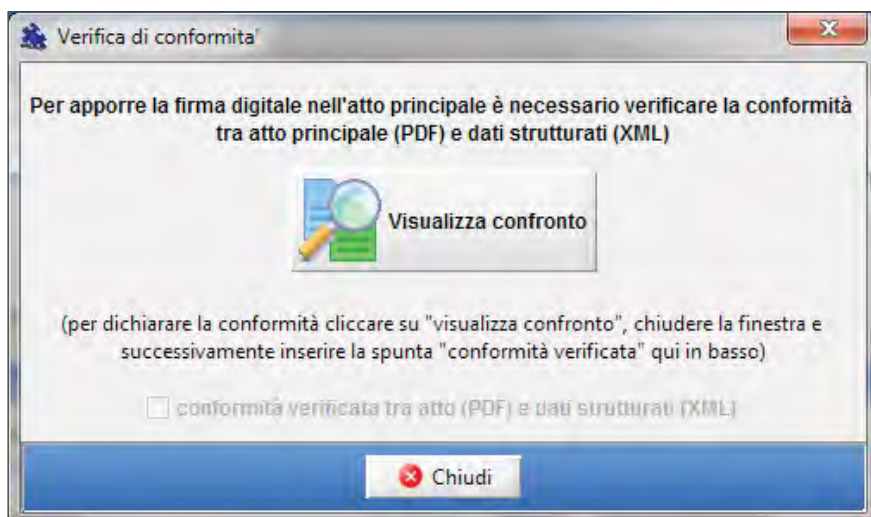 Verifica di conformita'
Per apporre la firma digitale nell'atto principale è necessario verificare la conformità
tra atto principale (PDF) e dati strutturati (XML)
Visualizza confronto
(per dichiarare la conformità cliccare su "visualizza confronto", chiudere la finestra e
successivamente inserire la spunta "conformità verificata" qui in basso)
conformità verificata tra atto (PDF) e dati strutturati (XML)
Chiudi